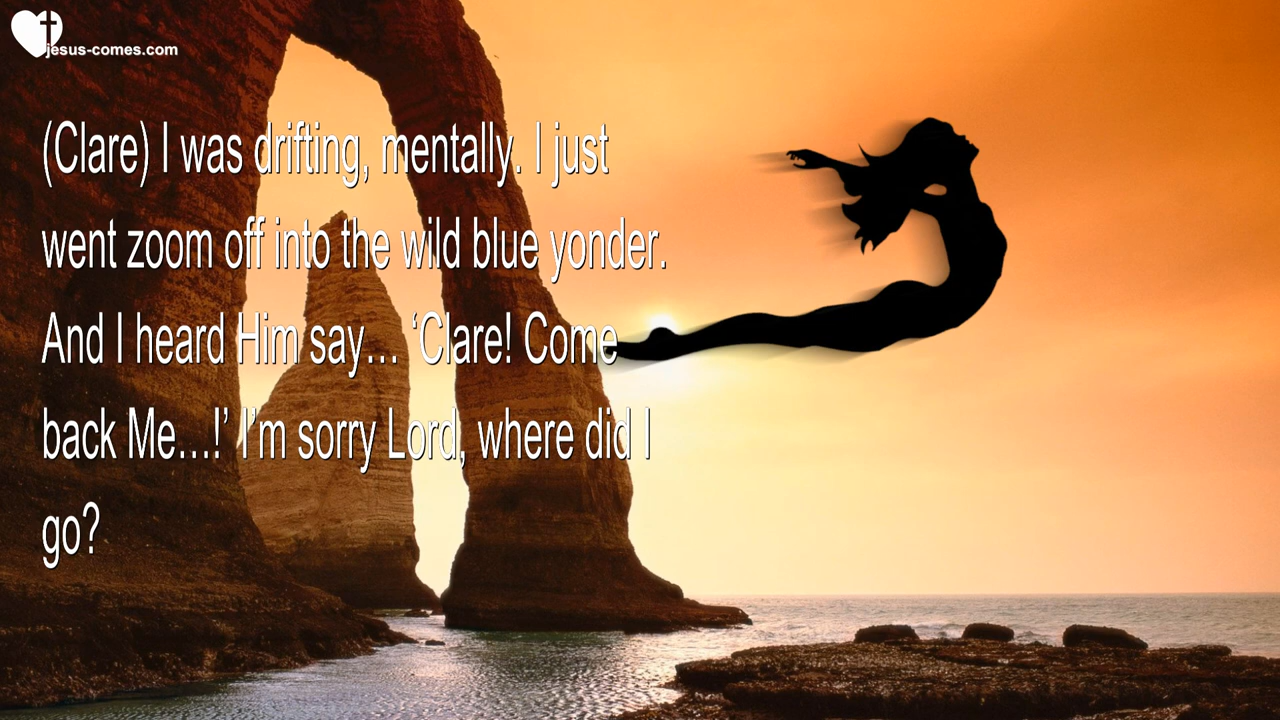 jesus-comes.com
(Clare) I was drifting, mentally. I just
went zoom off into the wild blue yonder.
And I heard Him say... ‘Clare! Come
back Me...!’ I'm sorry Lord, where did I
go?